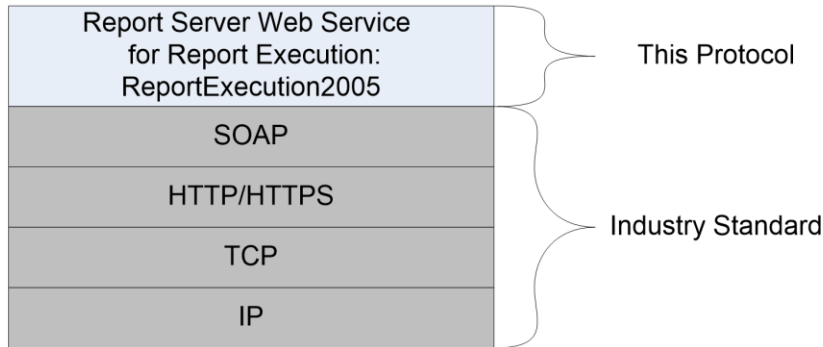 Report Server Web Service
for Report Execution:
ReportExecution2005
This Protocol
SOAP
HTTP/HTTPS
TCP
IP
Industry Standard